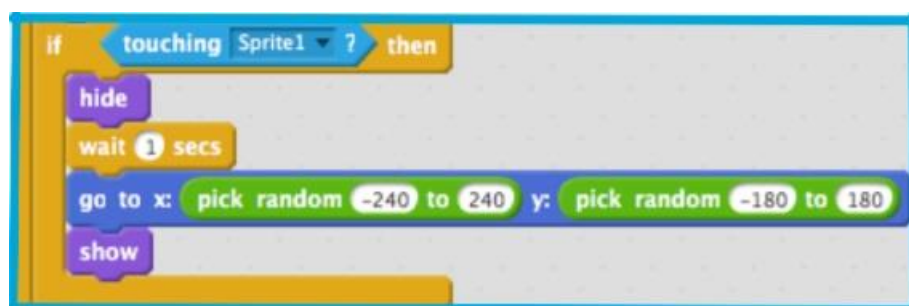 if touching Sprite1 ? then
hide
wait 1 secs
go to x: pick random -240 to 240 y: pick random -180 to 180
show